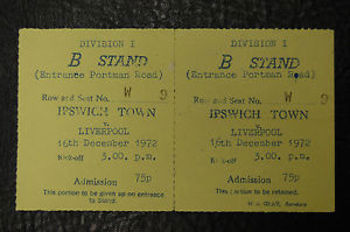 DIVISION I
B STAND
(Entrance Portman Road)
Row and Seat No. W 9
IPSWICH TOWN
v.
LIVERPOOL
16th December 1972
Kick-off 3.00. p.m.
Admission 75p
This portion to be given up on entrance
to Stand.
DIVISION 1
B STAND
(Entrance Portman Road)
Row and Seat No. W 9
IPSWICH TOWN
v.
LIVERPOOL
16th December 1972
Kick-off 3.00. p.m.
Admission 75p
This portion to be retained.